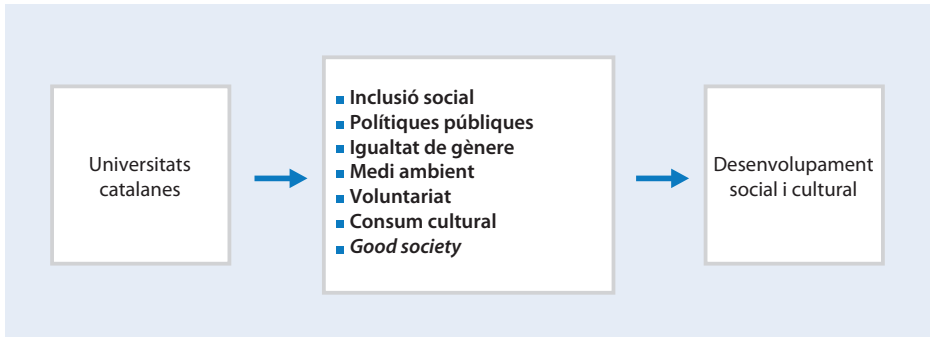 Universitats
catalanes
Inclusió social
Polítiques públiques
Igualtat de gènere
Medi ambient
Voluntariat
Consum cultural
Good society
Desenvolupament
social i cultural